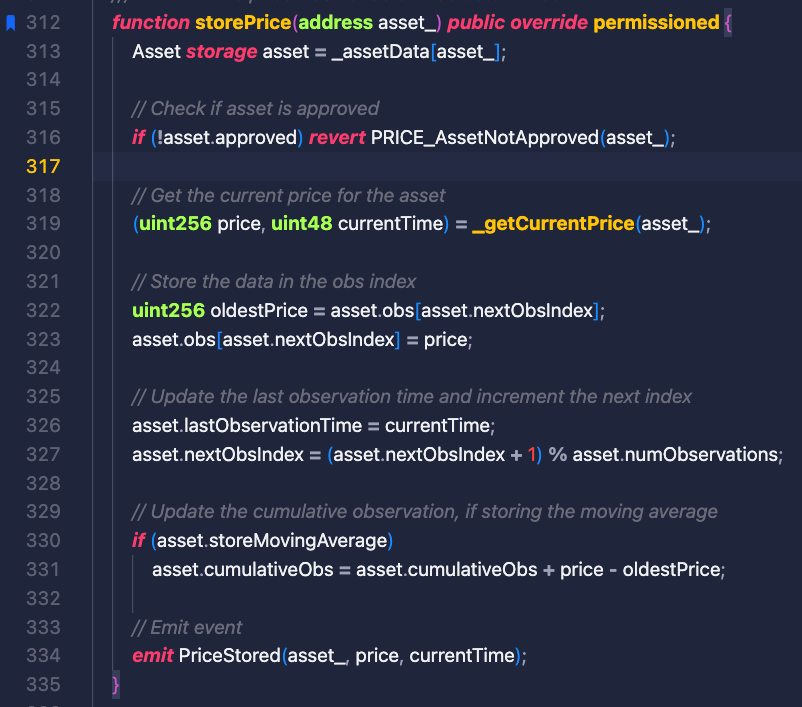 312 function storePrice(address asset_) public override permissioned {
313 Asset storage asset = _assetData[asset_];
314
315 // Check if asset is approved
316 if (!asset.approved) revert PRICE_AssetNotApproved(asset_);
317
318 // Get the current price for the asset
319 (uint256 price, uint48 currentTime) = _getCurrentPrice(asset_);
320
321 // Store the data in the obs index
322 uint256 oldestPrice = asset.obs[asset.nextObsIndex];
323 asset.obs[asset.nextObsIndex] = price;
324
325 // Update the last observation time and increment the next index
326 asset.lastObservationTime = currentTime;
327 asset.nextObsIndex = (asset.nextObsIndex + 1) % asset.numObservations;
328
329 // Update the cumulative observation, if storing the moving average
330 if (asset.storeMovingAverage)
331 asset.cumulativeObs = asset.cumulativeObs + price - oldestPrice;
332
333 // Emit event
334 emit PriceStored(asset_, price, currentTime);
335 }